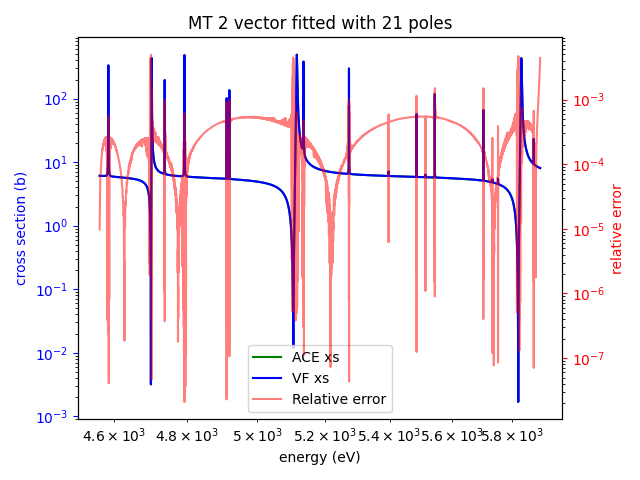 MT 2 vector fitted with 21 poles
cross section (b)
10² 10¹ 10⁰ 10⁻¹ 10⁻² 10⁻³
ACE xs
VF xs
Relative error
10⁻³ 10⁻⁴ 10⁻⁵ 10⁻⁶ 10⁻⁷
relative error
4.6 × 10³ 4.8 × 10³ 5 × 10³ 5.2 × 10³ 5.4 × 10³ 5.6 × 10³ 5.8 × 10³
energy (eV)